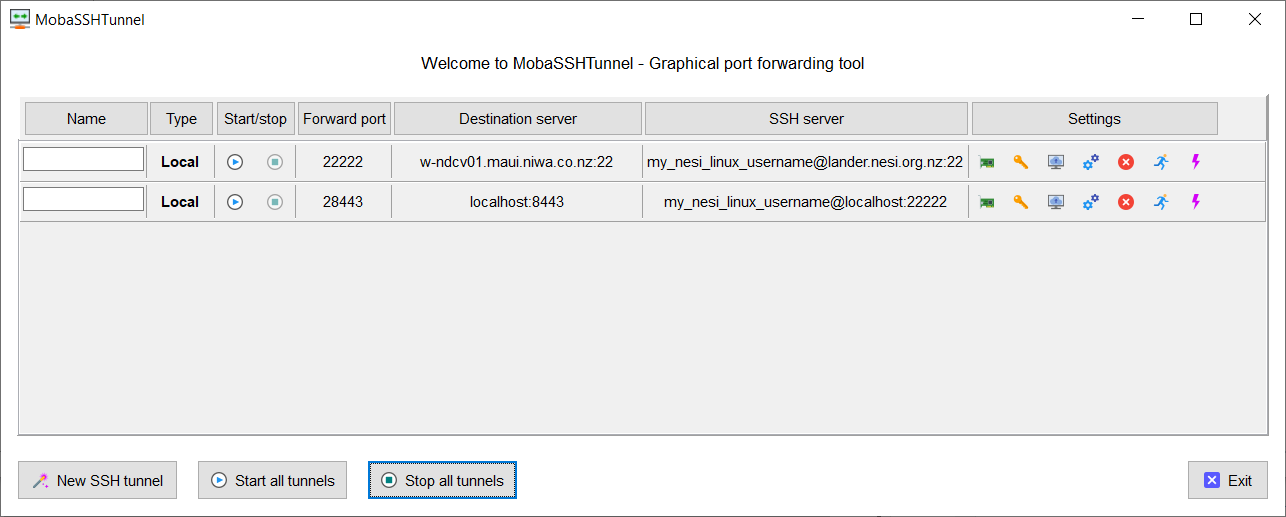 MobaSSHTunnel
Welcome to MobaSSHTunnel - Graphical port forwarding tool
Name Type Start/stop Forward port Destination server SSH server Settings
Local 22222 w-ndcv01.maui.niwa.co.nz:22 my_nesi_linux_username@lander.nesi.org.nz:22
Local 28443 localhost:8443 my_nesi_linux_username@localhost:22222
New SSH tunnel Start all tunnels Stop all tunnels Exit